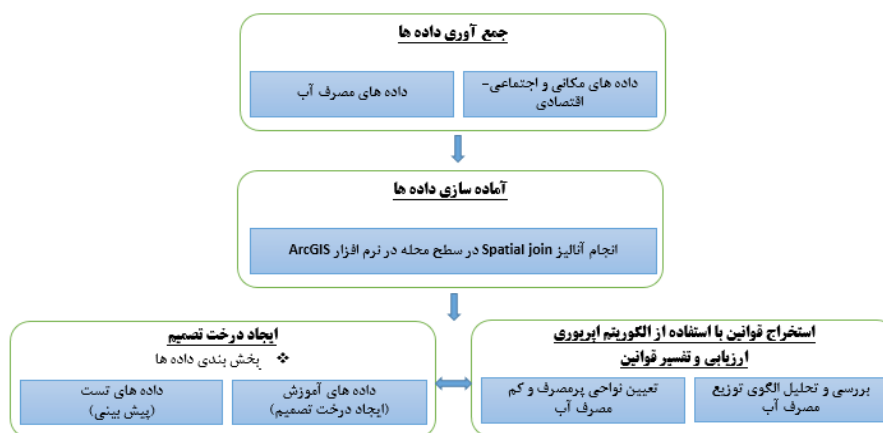 جمع آوری داده ها
داده های مکانی و اجتماعی-
اقتصادی
داده های مصرف آب
آماده سازی داده ها
انجام آنالیز Spatial join در سطح محله در نرم افزار ArcGIS
استخراج قوانین با استفاده از الگوریتم اپریوری
ارزیابی و تفسیر قوانین
بررسی و تحلیل الگوی توزیع
مصرف آب
تعیین نواحی پرمصرف و کم
مصرف آب
ایجاد درخت تصمیم
❖ بخش بندی داده ها
داده های آموزش
(ایجاد درخت تصمیم)
داده های تست
(پیش بینی)